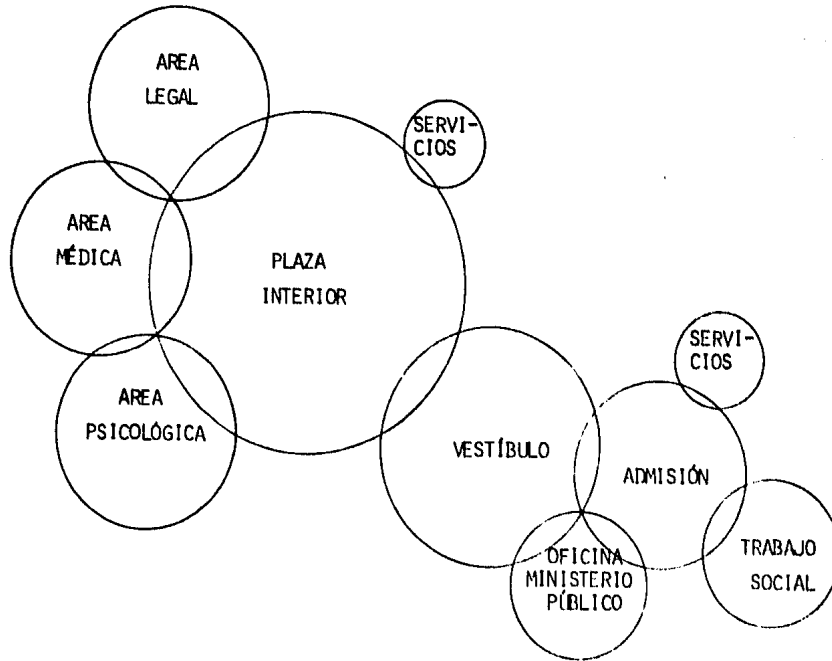 AREA
LEGAL
SERVI-
CIOS
AREA
MÉDICA
PLAZA
INTERIOR
SERVI-
CIOS
AREA
PSICOLÓGICA
VESTÍBULO
ADMISIÓN
OFICINA
MINISTERIO
PÚBLICO
TRABAJO
SOCIAL